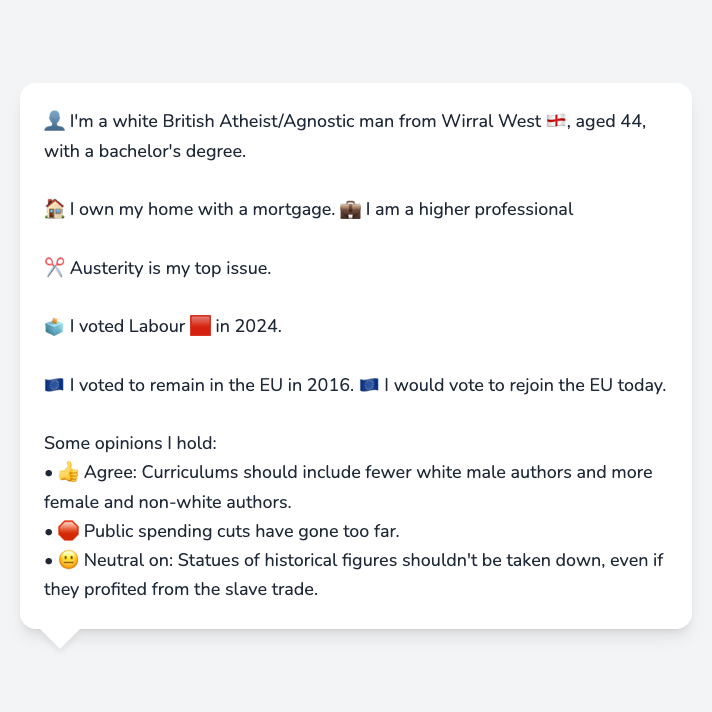 👤 I'm a white British Atheist/Agnostic man from Wirral West 🏴󠁧󠁢󠁥󠁮󠁧󠁿, aged 44,
with a bachelor's degree.
🏠 I own my home with a mortgage. 💼 I am a higher professional
✂️ Austerity is my top issue.
🗳️ I voted Labour 🟥 in 2024.
🇪🇺 I voted to remain in the EU in 2016. 🇪🇺 I would vote to rejoin the EU today.
Some opinions I hold:
• 👍 Agree: Curriculums should include fewer white male authors and more
female and non-white authors.
• 🛑 Public spending cuts have gone too far.
• 😐 Neutral on: Statues of historical figures shouldn't be taken down, even if
they profited from the slave trade.